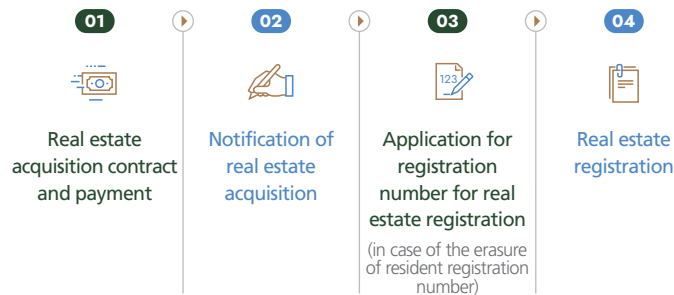 01
Real estate
acquisition contract
and payment
02
Notification of
real estate
acquisition
03
123
Application for
registration
number for real
estate registration
(in case of the erasure
of resident registration
number)
04
Real estate
registration